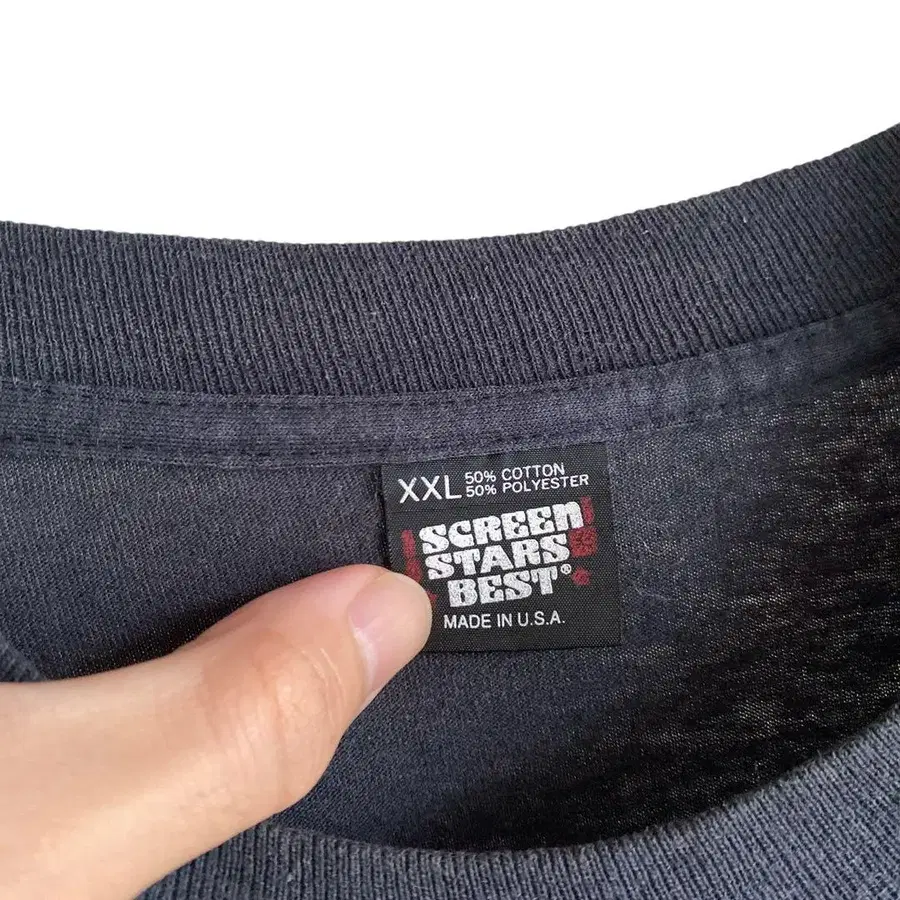 XXL 50% COTTON
50% POLYESTER
SCREEN
STARS
BEST®
MADE IN U.S.A.